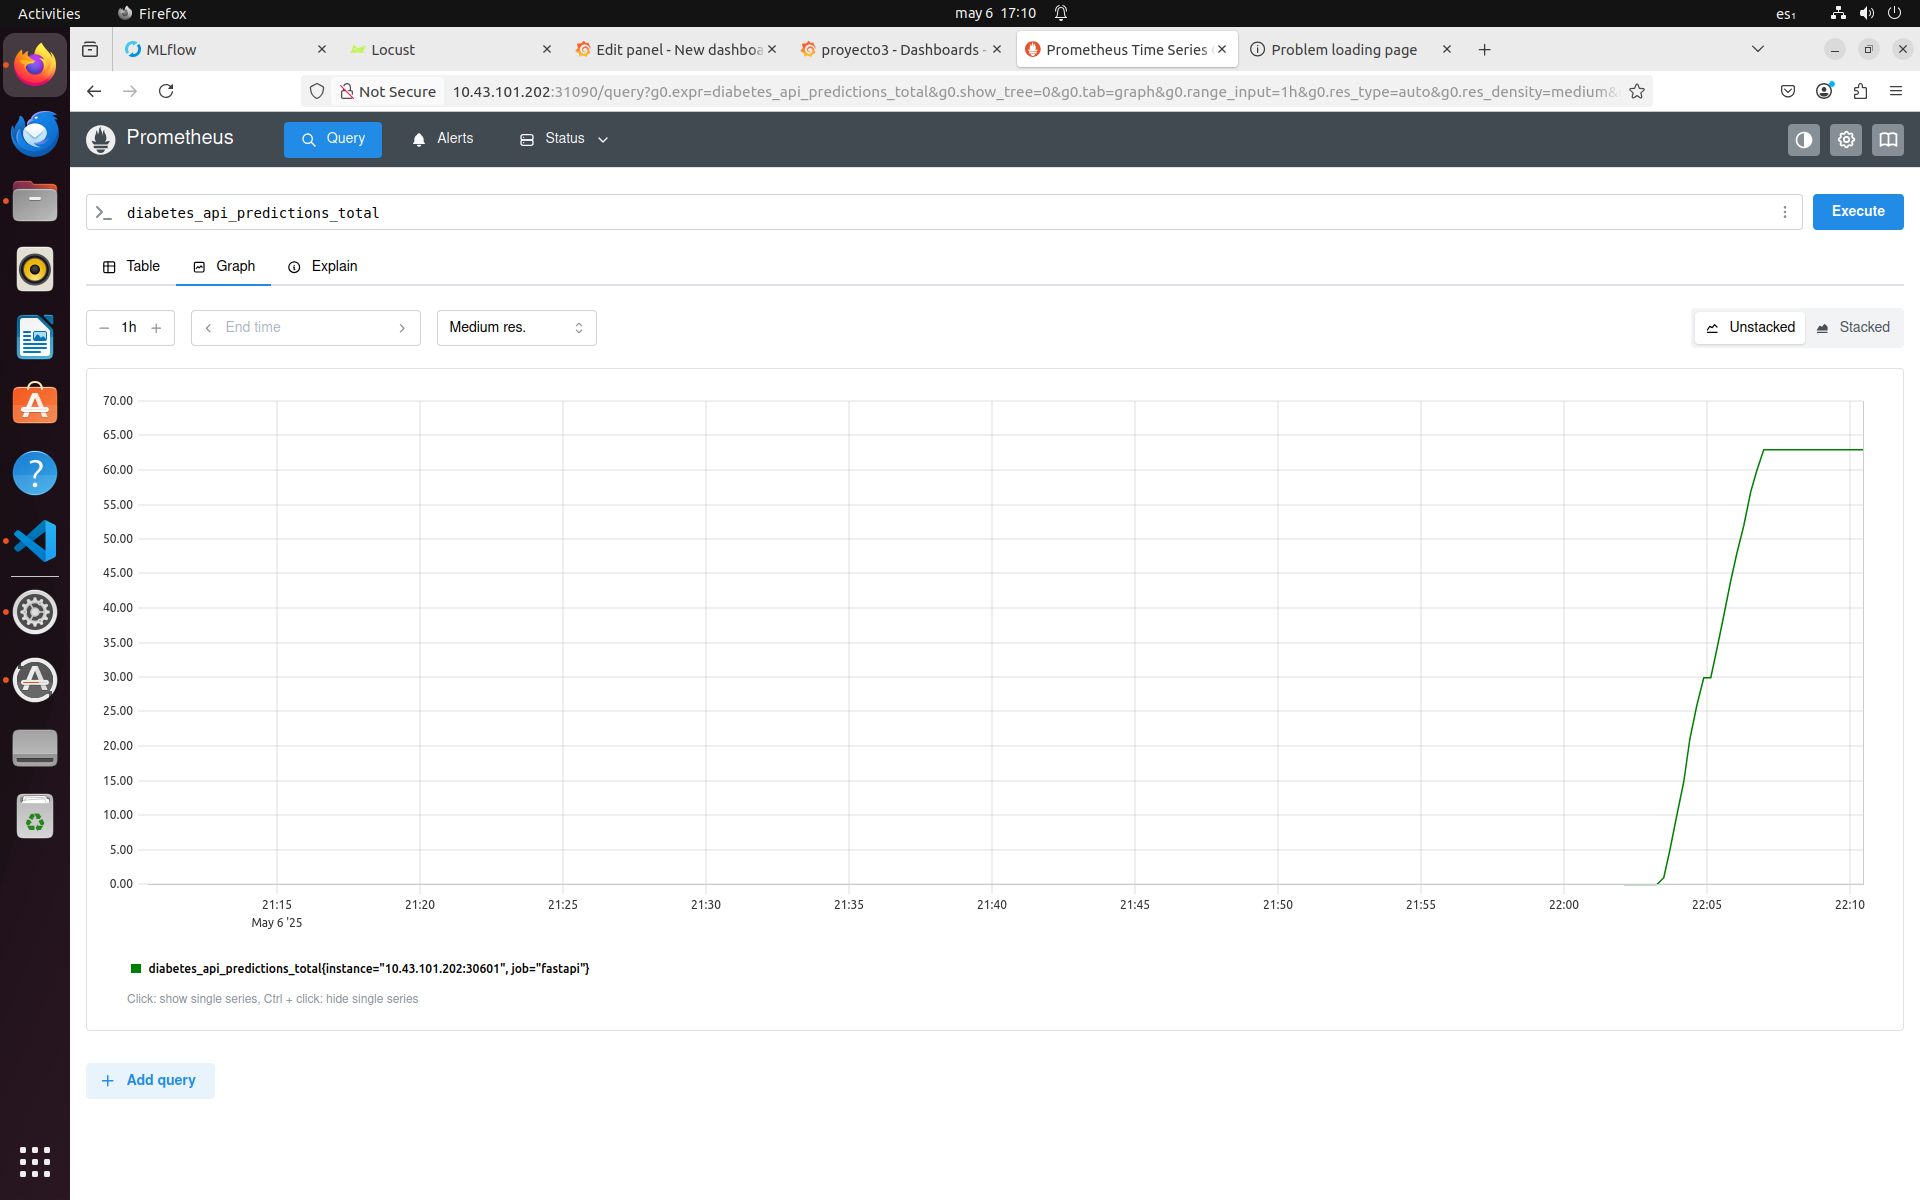 Activities Firefox may 6 17:10 es₁
MLflow Locust Edit panel - New dashboa proyecto3 - Dashboards - Prometheus Time Series Problem loading page
Not Secure 10.43.101.202:31090/query?g0.expr=diabetes_api_predictions_total&g0.show_tree=0&g0.tab=graph&g0.range_input=1h&g0.res_type=auto&g0.res_density=medium&
Prometheus Query Alerts Status
diabetes_api_predictions_total Execute
Table Graph Explain
1h End time Medium res. Unstacked Stacked
70.00
65.00
60.00
55.00
50.00
45.00
40.00
35.00
30.00
25.00
20.00
15.00
10.00
5.00
0.00
21:15 21:20 21:25 21:30 21:35 21:40 21:45 21:50 21:55 22:00 22:05 22:10
May 6 '25
diabetes_api_predictions_total{instance="10.43.101.202:30601", job="fastapi"}
Click: show single series, Ctrl + click: hide single series
Add query